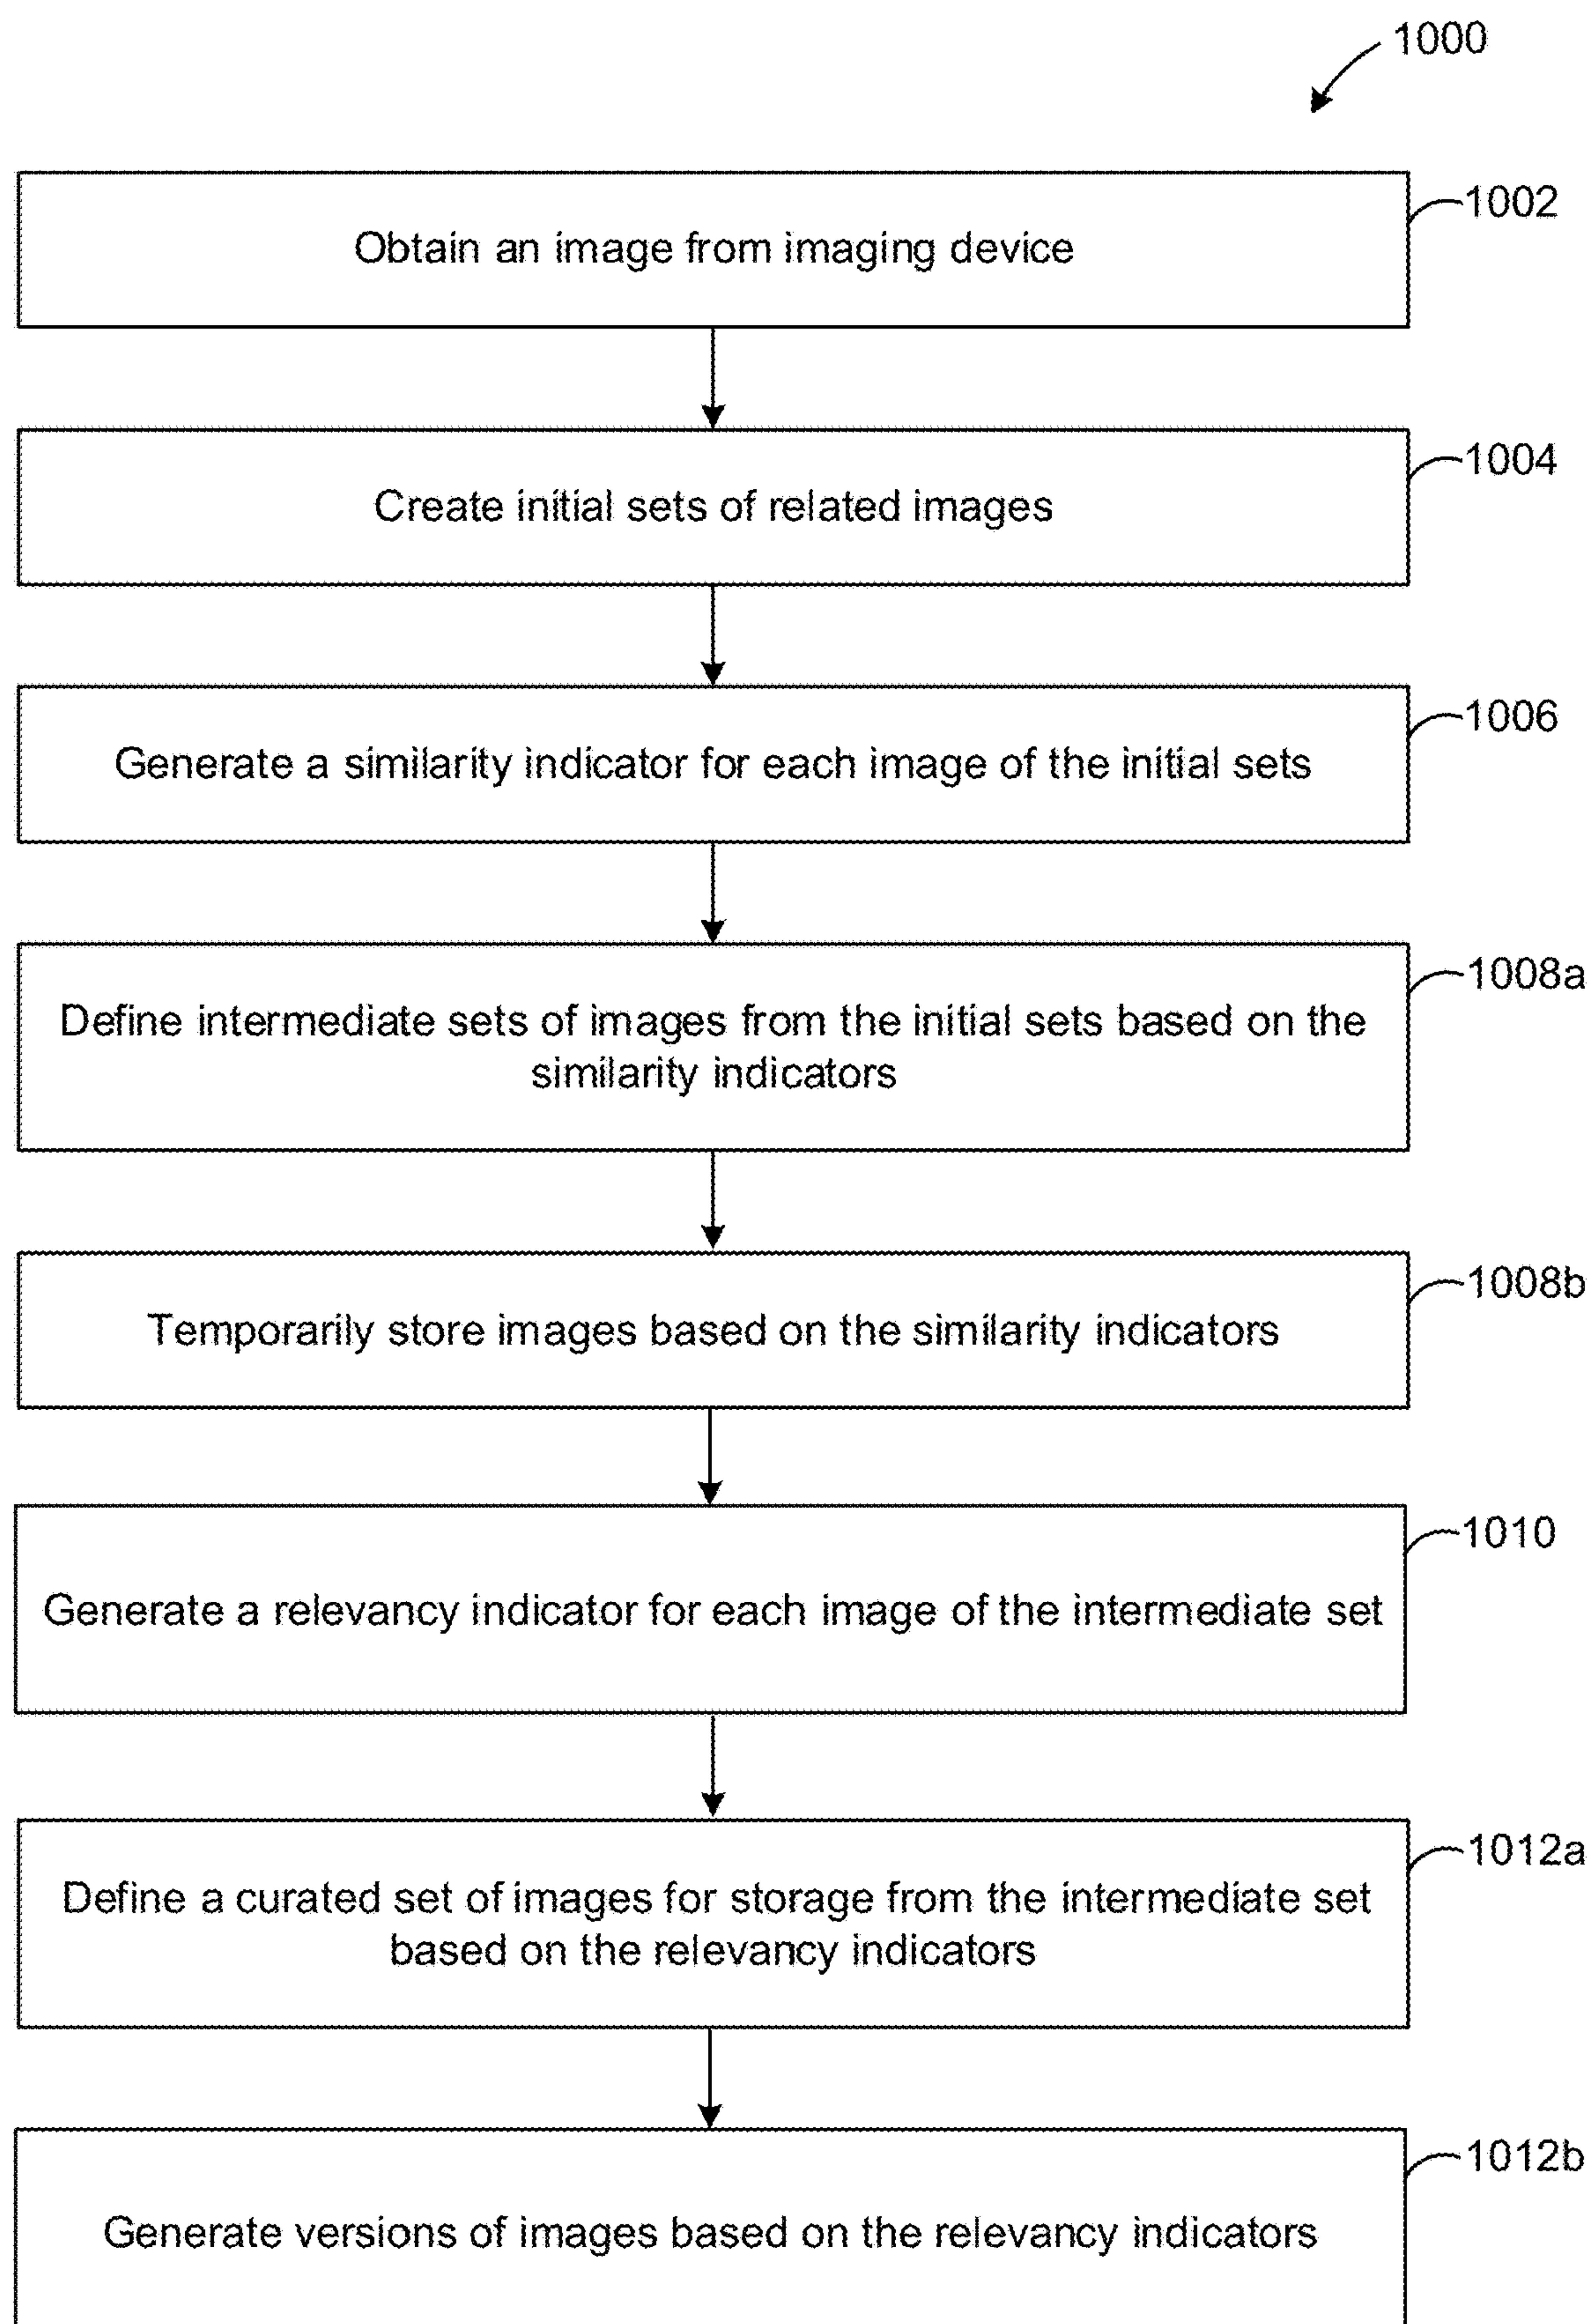 1000
1002
Obtain an image from imaging device
1004
Create initial sets of related images
1006
Generate a similarity indicator for each image of the initial sets
1008a
Define intermediate sets of images from the initial sets based on the
similarity indicators
1008b
Temporarily store images based on the similarity indicators
1010
Generate a relevancy indicator for each image of the intermediate set
1012a
Define a curated set of images for storage from the intermediate set
based on the relevancy indicators
1012b
Generate versions of images based on the relevancy indicators